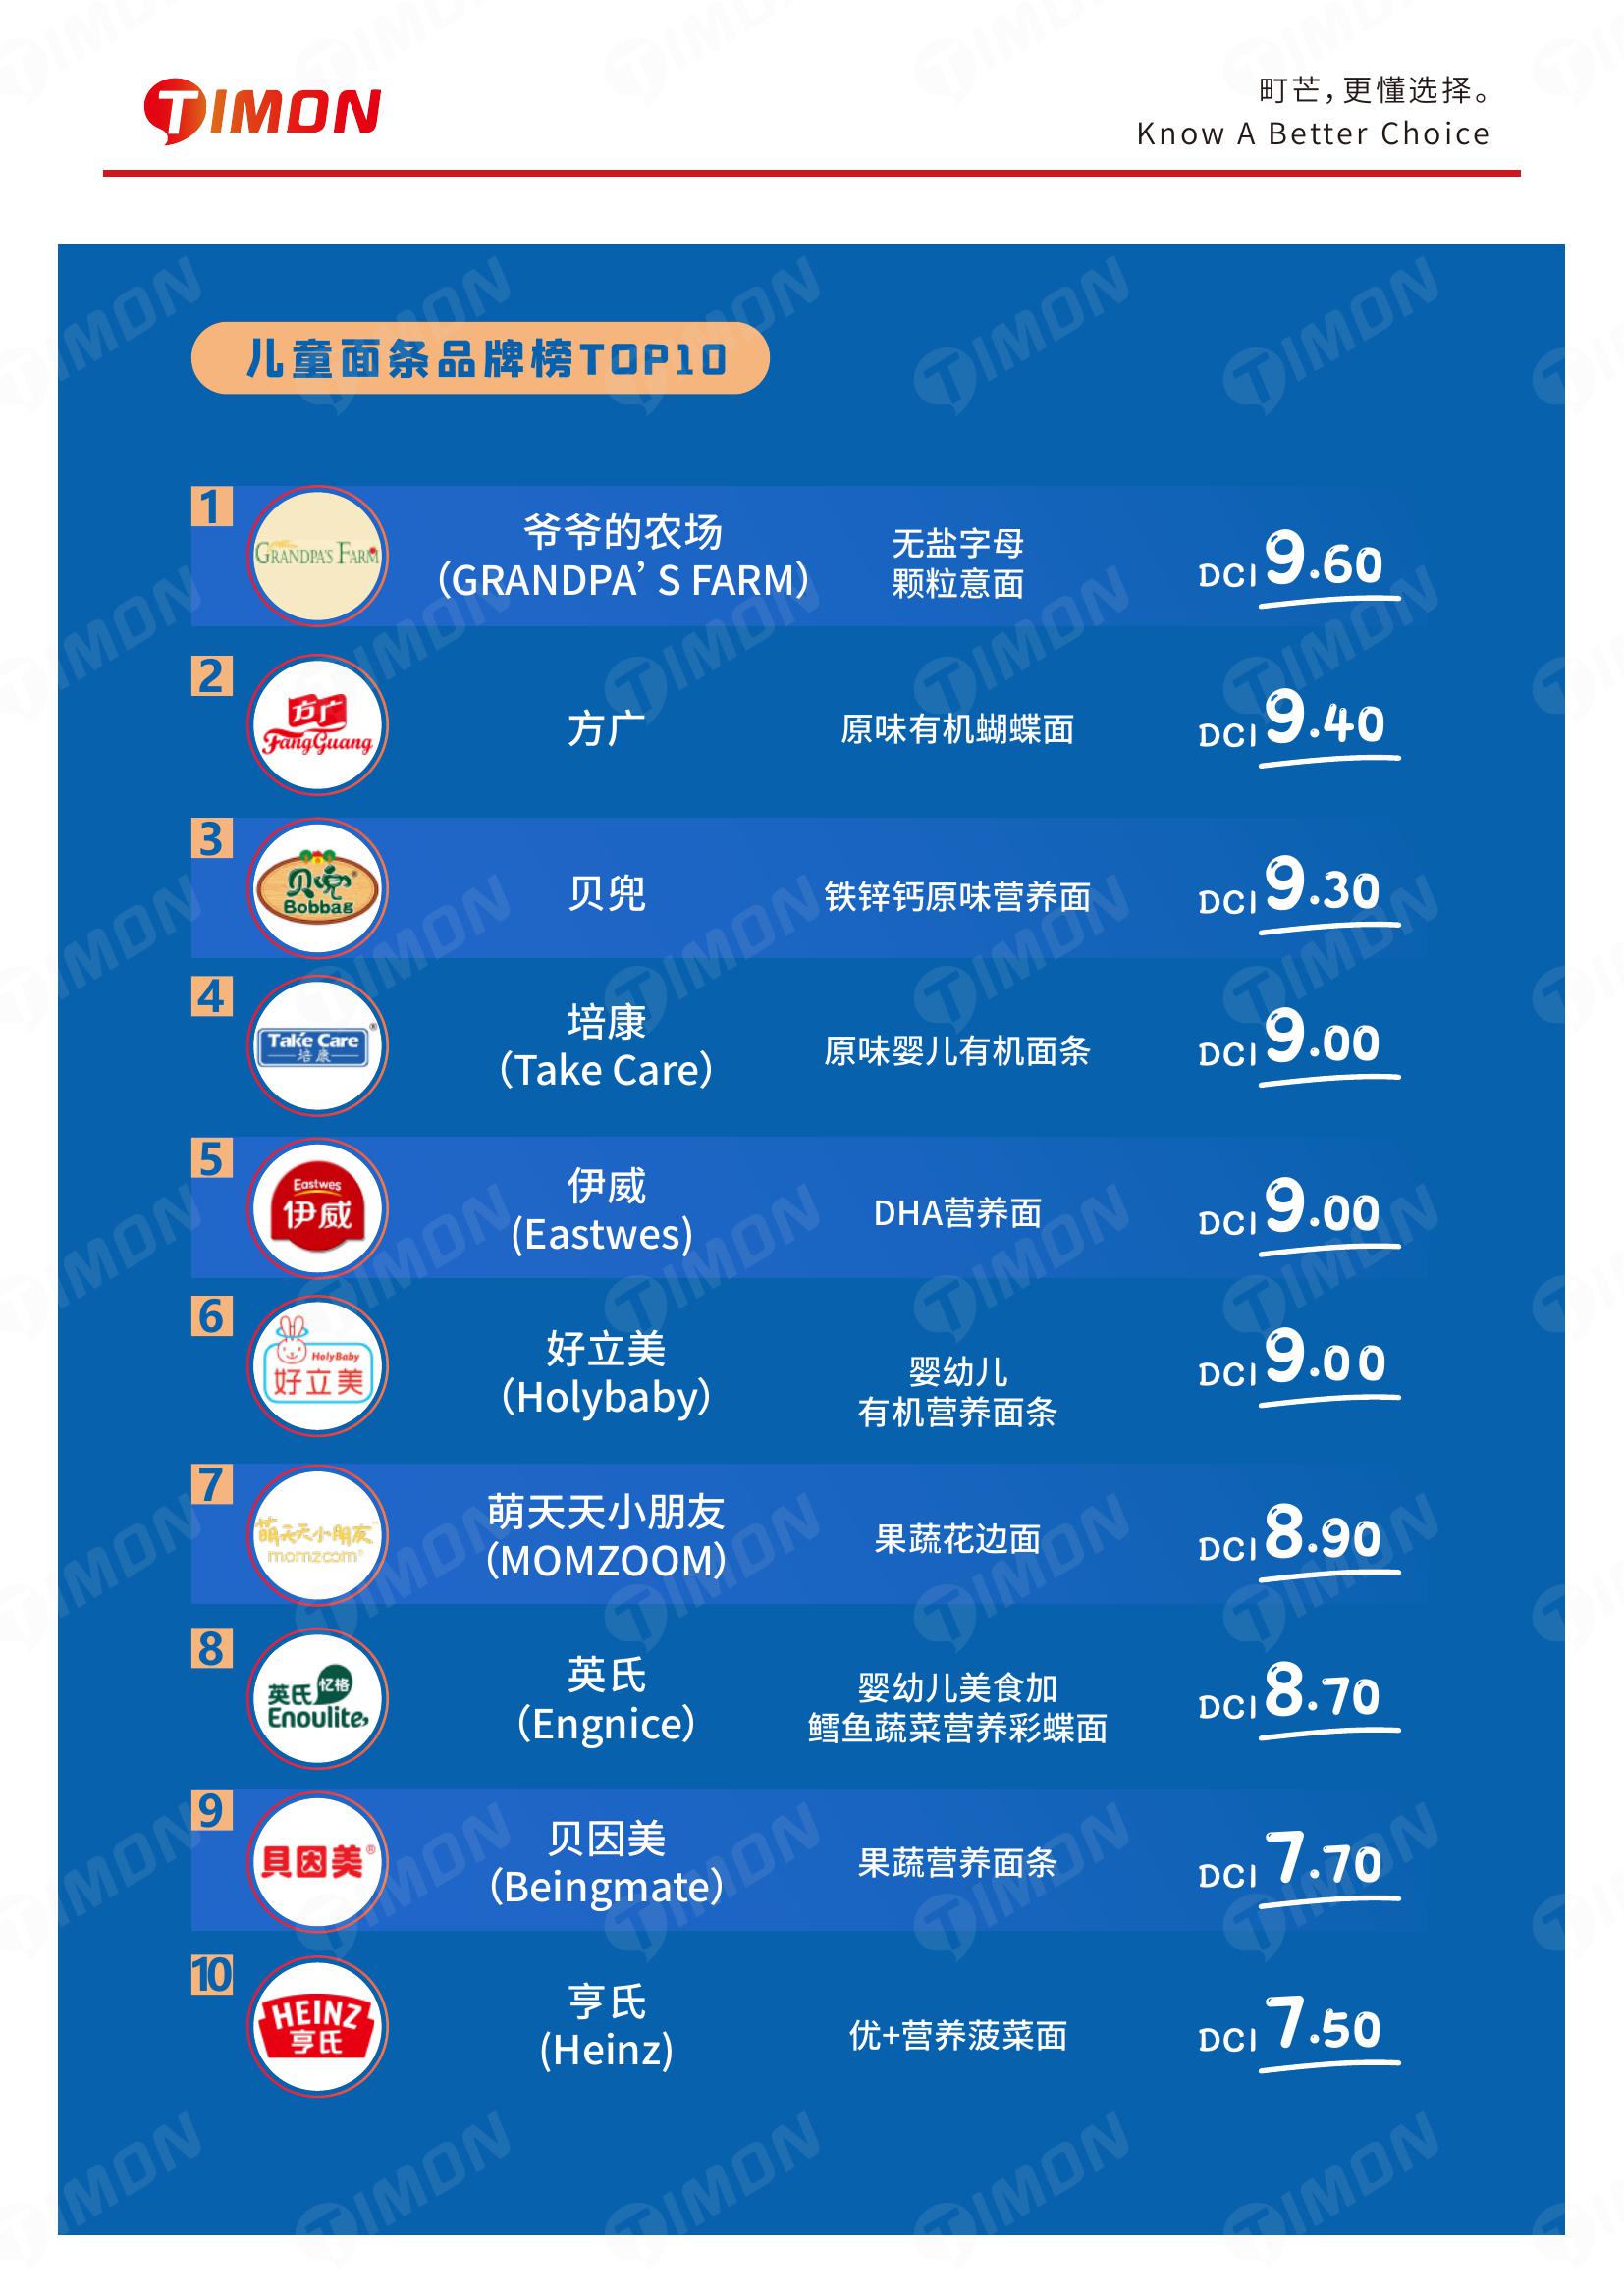 TIMON
町芒，更懂选择。
Know A Better Choice
儿童面条品牌榜TOP10
1
GRANDPA'S FARM
爷爷的农场
（GRANDPA’S FARM）
无盐字母
颗粒意面
DCI 9.60
2
方广
FangGuang
方广
原味有机蝴蝶面
DCI 9.40
3
贝兜®
Bobbag
贝兜
铁锌钙原味营养面
DCI 9.30
4
Take Care®
培康
培康
（Take Care）
原味婴儿有机面条
DCI 9.00
5
Eastwes
伊威
伊威
(Eastwes)
DHA营养面
DCI 9.00
6
HolyBaby
好立美
好立美
（Holybaby）
婴幼儿
有机营养面条
DCI 9.00
7
萌天天小朋友
momzoom®
萌天天小朋友
（MOMZOOM）
果蔬花边面
DCI 8.90
8
英氏忆格
Enoulite
英氏
（Engnice）
婴幼儿美食加
鳕鱼蔬菜营养彩蝶面
DCI 8.70
9
貝因美®
贝因美
（Beingmate）
果蔬营养面条
DCI 7.70
10
HEINZ
亨氏
亨氏
(Heinz)
优+营养菠菜面
DCI 7.50